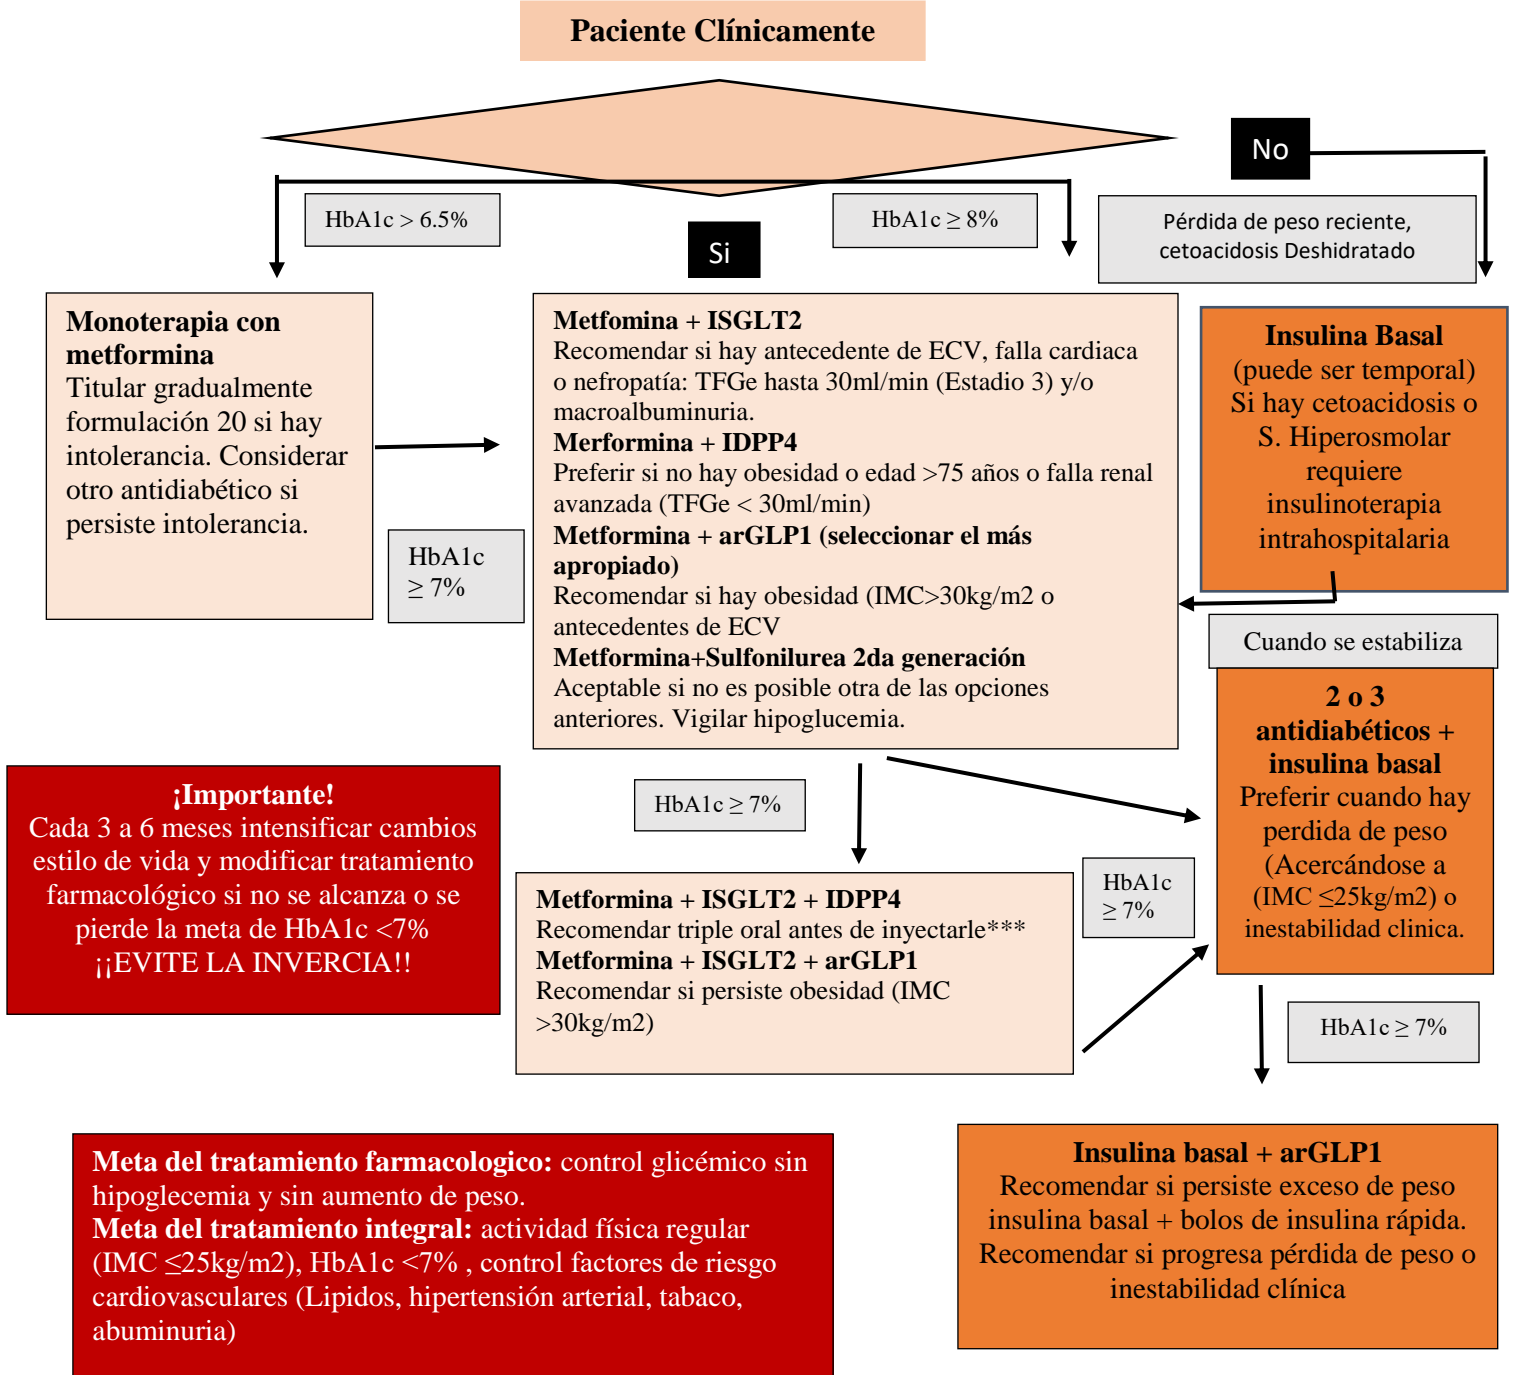 Paciente Clínicamente
No
HbA1c > 6.5%
HbA1c ≥ 8%
Si
Pérdida de peso reciente,
cetoacidosis Deshidratado
Monoterapia con
metformina
Titular gradualmente
formulación 20 si hay
intolerancia. Considerar
otro antidiabético si
persiste intolerancia.
HbA1c
≥ 7%
Metfomina + ISGLT2
Recomendar si hay antecedente de ECV, falla cardiaca
o nefropatía: TFGe hasta 30ml/min (Estadio 3) y/o
macroalbuminuria.
Merformina + IDPP4
Preferir si no hay obesidad o edad >75 años o falla renal
avanzada (TFGe < 30ml/min)
Metformina + arGLP1 (seleccionar el más
apropiado)
Recomendar si hay obesidad (IMC>30kg/m2 o
antecedentes de ECV
Metformina+Sulfonilurea 2da generación
Aceptable si no es posible otra de las opciones
anteriores. Vigilar hipoglucemia.
Insulina Basal
(puede ser temporal)
Si hay cetoacidosis o
S. Hiperosmolar
requiere
insulinoterapia
intrahospitalaria
Cuando se estabiliza
2 o 3
antidiabéticos +
insulina basal
Preferir cuando hay
perdida de peso
(Acercándose a
(IMC ≤25kg/m2) o
inestabilidad clinica.
¡Importante!
Cada 3 a 6 meses intensificar cambios
estilo de vida y modificar tratamiento
farmacológico si no se alcanza o se
pierde la meta de HbA1c <7%
¡¡EVITE LA INVERCIA!!
HbA1c ≥ 7%
Metformina + ISGLT2 + IDPP4
Recomendar triple oral antes de inyectarle***
Metformina + ISGLT2 + arGLP1
Recomendar si persiste obesidad (IMC
>30kg/m2)
HbA1c
≥ 7%
HbA1c ≥ 7%
Meta del tratamiento farmacologico: control glicémico sin
hipoglecemia y sin aumento de peso.
Meta del tratamiento integral: actividad física regular
(IMC ≤25kg/m2), HbA1c <7% , control factores de riesgo
cardiovasculares (Lipidos, hipertensión arterial, tabaco,
abuminuria)
Insulina basal + arGLP1
Recomendar si persiste exceso de peso
insulina basal + bolos de insulina rápida.
Recomendar si progresa pérdida de peso o
inestabilidad clínica